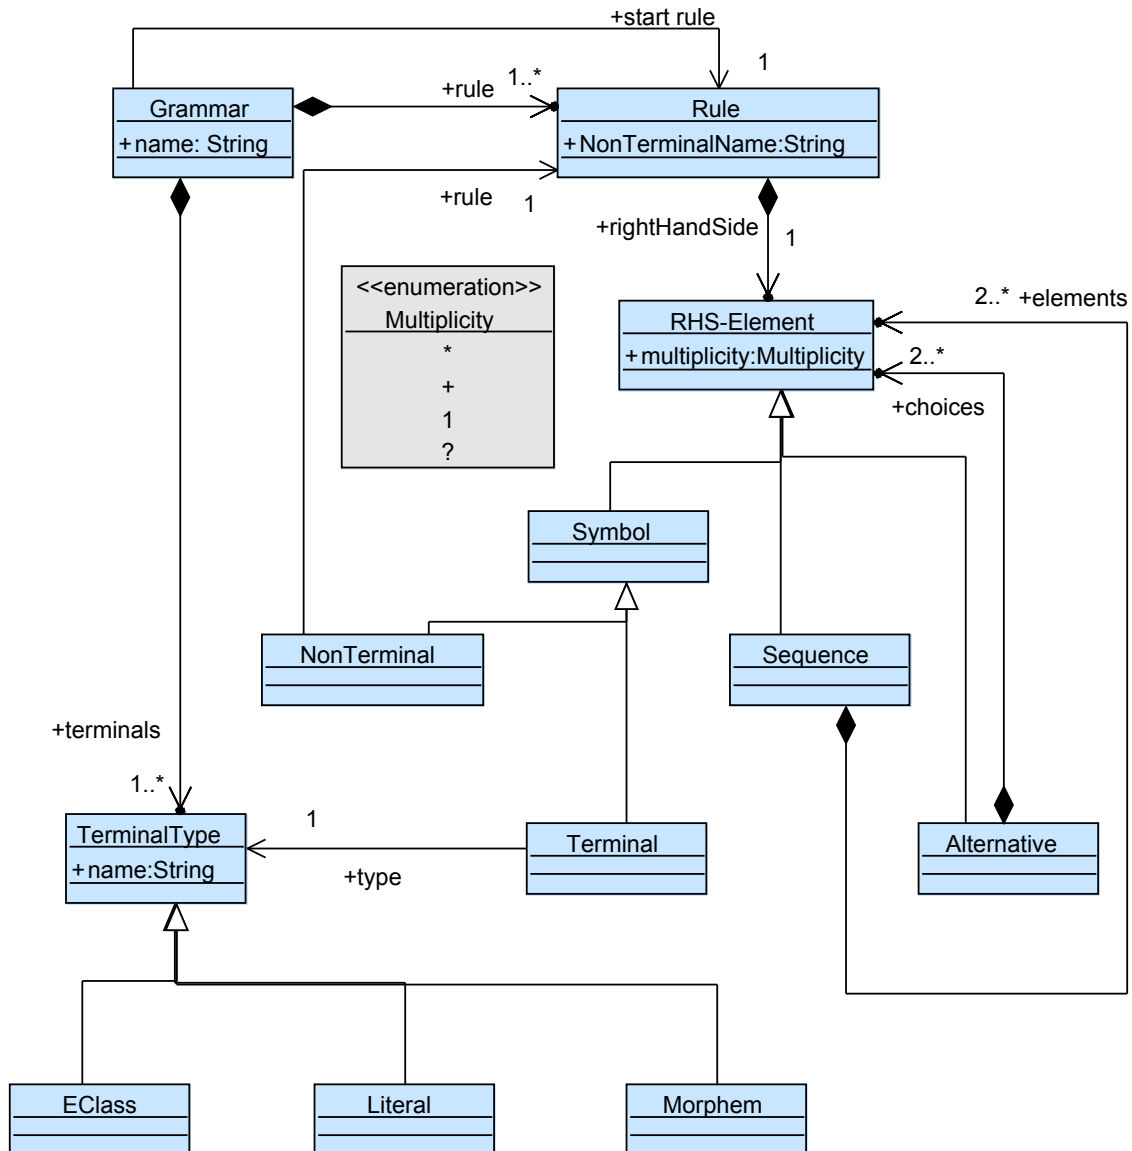 +start rule
1
Grammar
+ name: String
+rule
1..*
Rule
+ NonTerminalName:String
+rule
1
+rightHandSide
1
<<enumeration>>
Multiplicity
*
+
1
?
RHS-Element
+ multiplicity:Multiplicity
2..* +elements
2..*
+choices
Symbol
NonTerminal
Sequence
+terminals
1..*
TerminalType
+ name:String
1
+type
Terminal
Alternative
EClass
Literal
Morphem